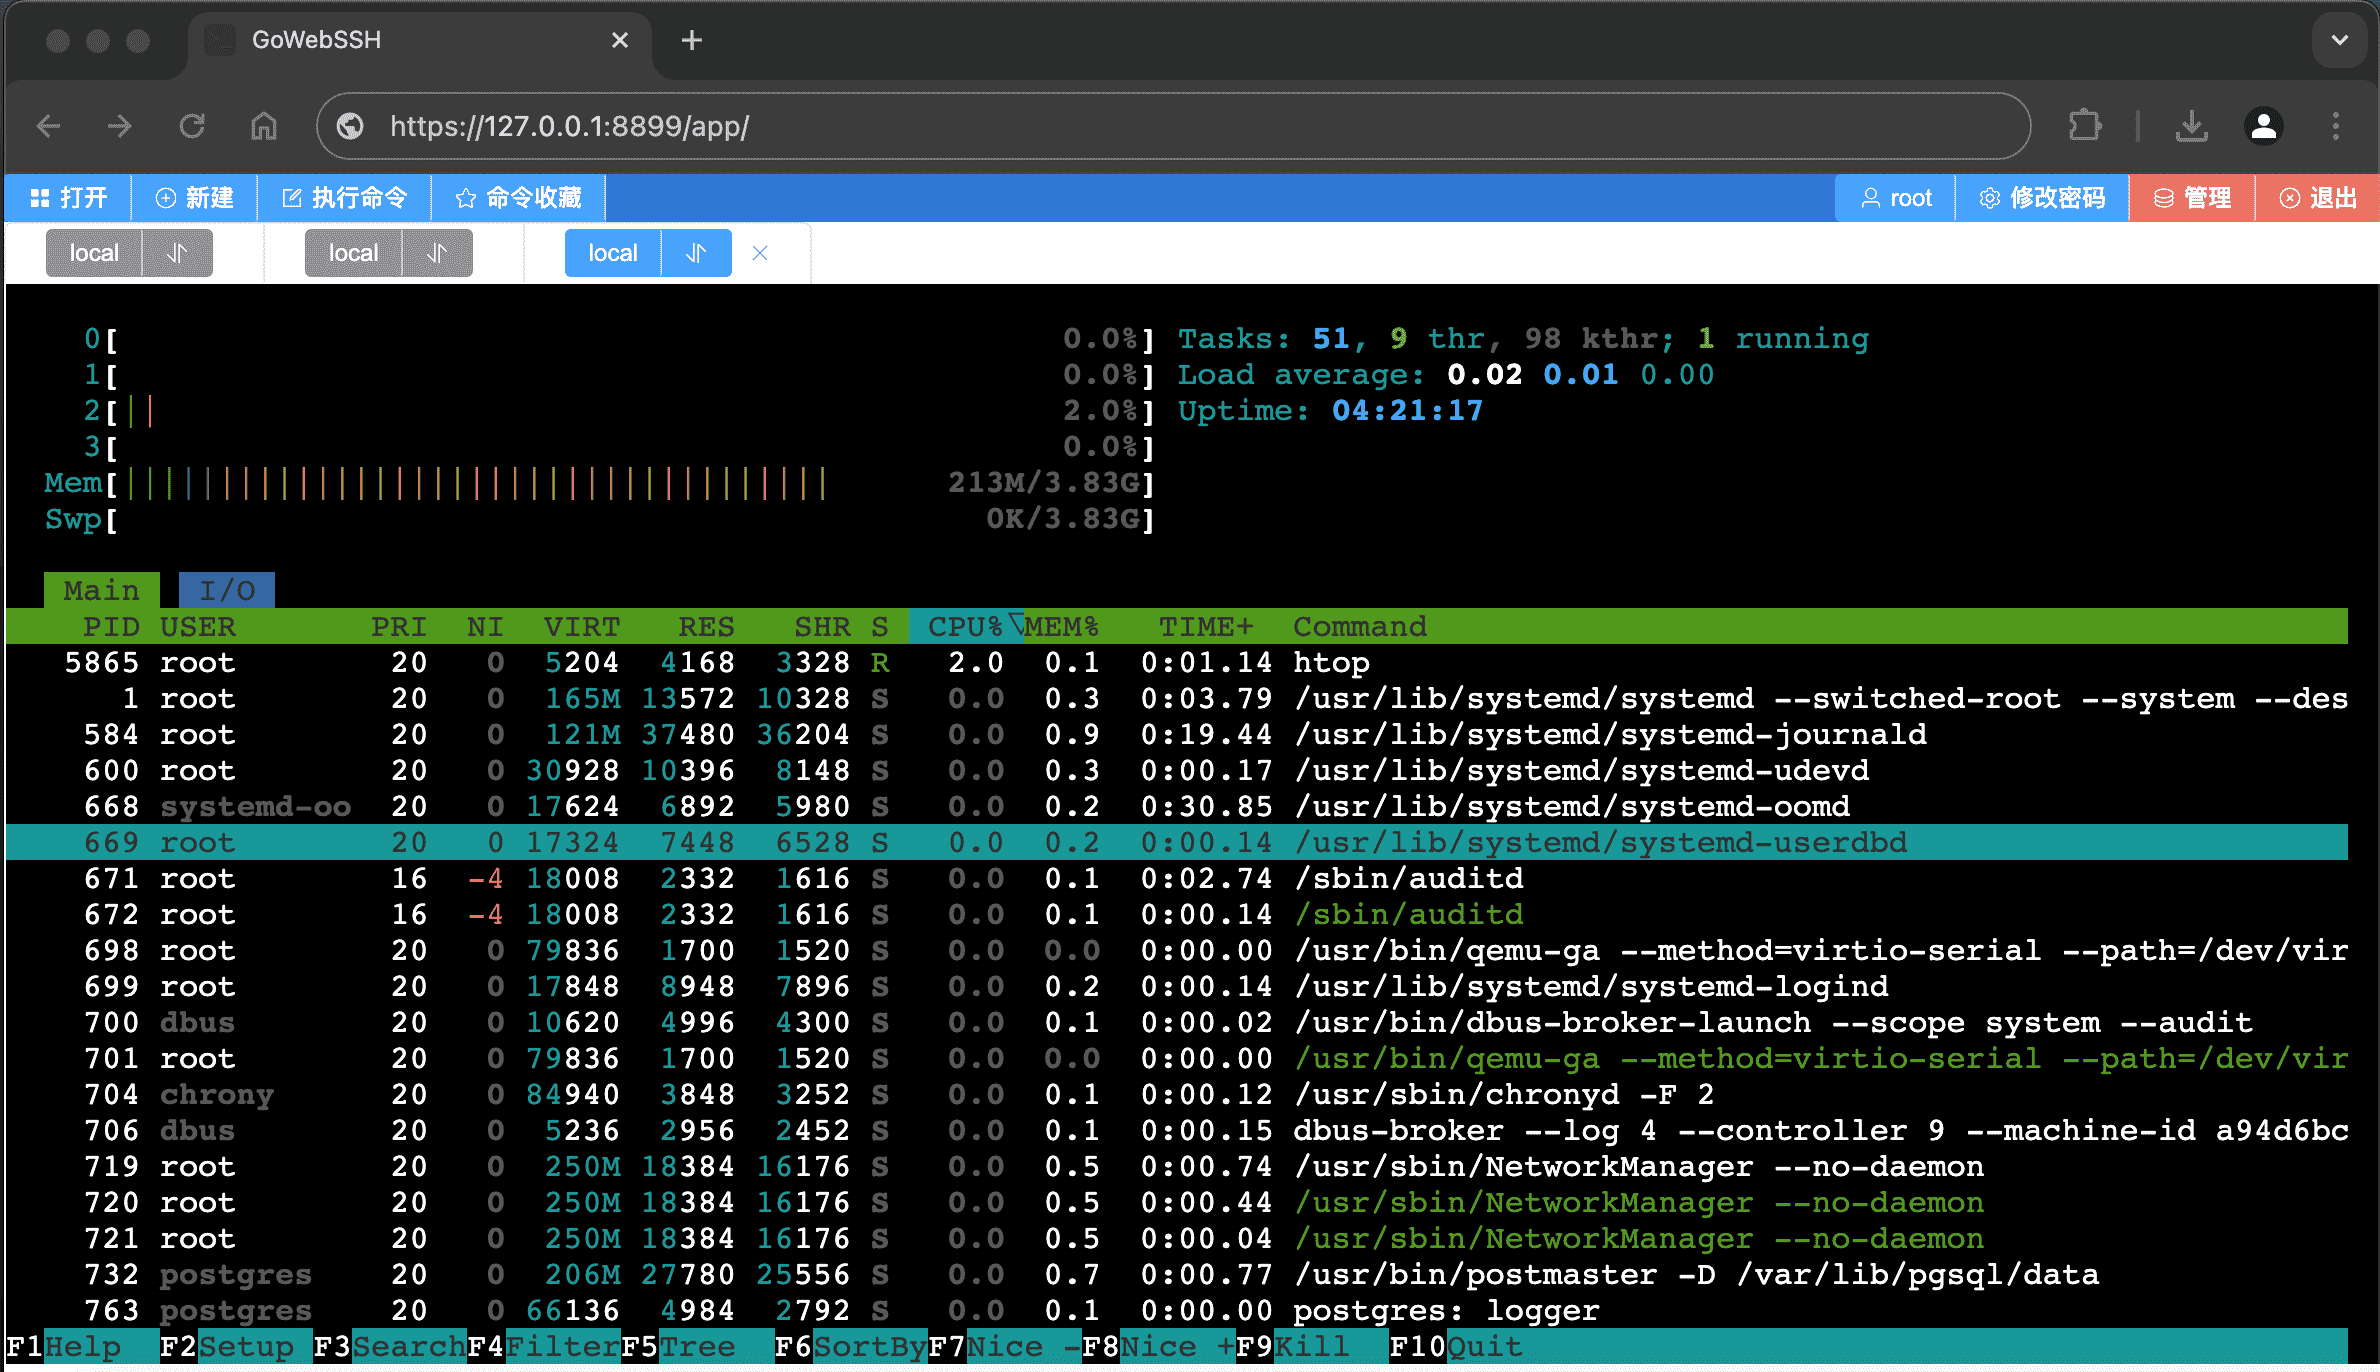 GoWebSSH
https://127.0.0.1:8899/app/
打开 新建 执行命令 命令收藏 root 修改密码 管理 退出
local local local
0[ 0.0%] Tasks: 51, 9 thr, 98 kthr; 1 running
1[ 0.0%] Load average: 0.02 0.01 0.00
2[|| 2.0%] Uptime: 04:21:17
3[ 0.0%]
Mem[|||||||||||||||||||||||||||||||||||||213M/3.83G]
Swp[ 0K/3.83G]
Main I/O
PID USER PRI NI VIRT RES SHR S CPU%▽MEM% TIME+ Command
5865 root 20 0 5204 4168 3328 R 2.0 0.1 0:01.14 htop
1 root 20 0 165M 13572 10328 S 0.0 0.3 0:03.79 /usr/lib/systemd/systemd --switched-root --system --des
584 root 20 0 121M 37480 36204 S 0.0 0.9 0:19.44 /usr/lib/systemd/systemd-journald
600 root 20 0 30928 10396 8148 S 0.0 0.3 0:00.17 /usr/lib/systemd/systemd-udevd
668 systemd-oo 20 0 17624 6892 5980 S 0.0 0.2 0:30.85 /usr/lib/systemd/systemd-oomd
669 root 20 0 17324 7448 6528 S 0.0 0.2 0:00.14 /usr/lib/systemd/systemd-userdbd
671 root 16 -4 18008 2332 1616 S 0.0 0.1 0:02.74 /sbin/auditd
672 root 16 -4 18008 2332 1616 S 0.0 0.1 0:00.14 /sbin/auditd
698 root 20 0 79836 1700 1520 S 0.0 0.0 0:00.00 /usr/bin/qemu-ga --method=virtio-serial --path=/dev/vir
699 root 20 0 17848 8948 7896 S 0.0 0.2 0:00.14 /usr/lib/systemd/systemd-logind
700 dbus 20 0 10620 4996 4300 S 0.0 0.1 0:00.02 /usr/bin/dbus-broker-launch --scope system --audit
701 root 20 0 79836 1700 1520 S 0.0 0.0 0:00.00 /usr/bin/qemu-ga --method=virtio-serial --path=/dev/vir
704 chrony 20 0 84940 3848 3252 S 0.0 0.1 0:00.12 /usr/sbin/chronyd -F 2
706 dbus 20 0 5236 2956 2452 S 0.0 0.1 0:00.15 dbus-broker --log 4 --controller 9 --machine-id a94d6bc
719 root 20 0 250M 18384 16176 S 0.0 0.5 0:00.74 /usr/sbin/NetworkManager --no-daemon
720 root 20 0 250M 18384 16176 S 0.0 0.5 0:00.44 /usr/sbin/NetworkManager --no-daemon
721 root 20 0 250M 18384 16176 S 0.0 0.5 0:00.04 /usr/sbin/NetworkManager --no-daemon
732 postgres 20 0 206M 27780 25556 S 0.0 0.7 0:00.77 /usr/bin/postmaster -D /var/lib/pgsql/data
763 postgres 20 0 66136 4984 2792 S 0.0 0.1 0:00.00 postgres: logger
F1Help F2Setup F3SearchF4FilterF5Tree F6SortByF7Nice -F8Nice +F9Kill F10Quit